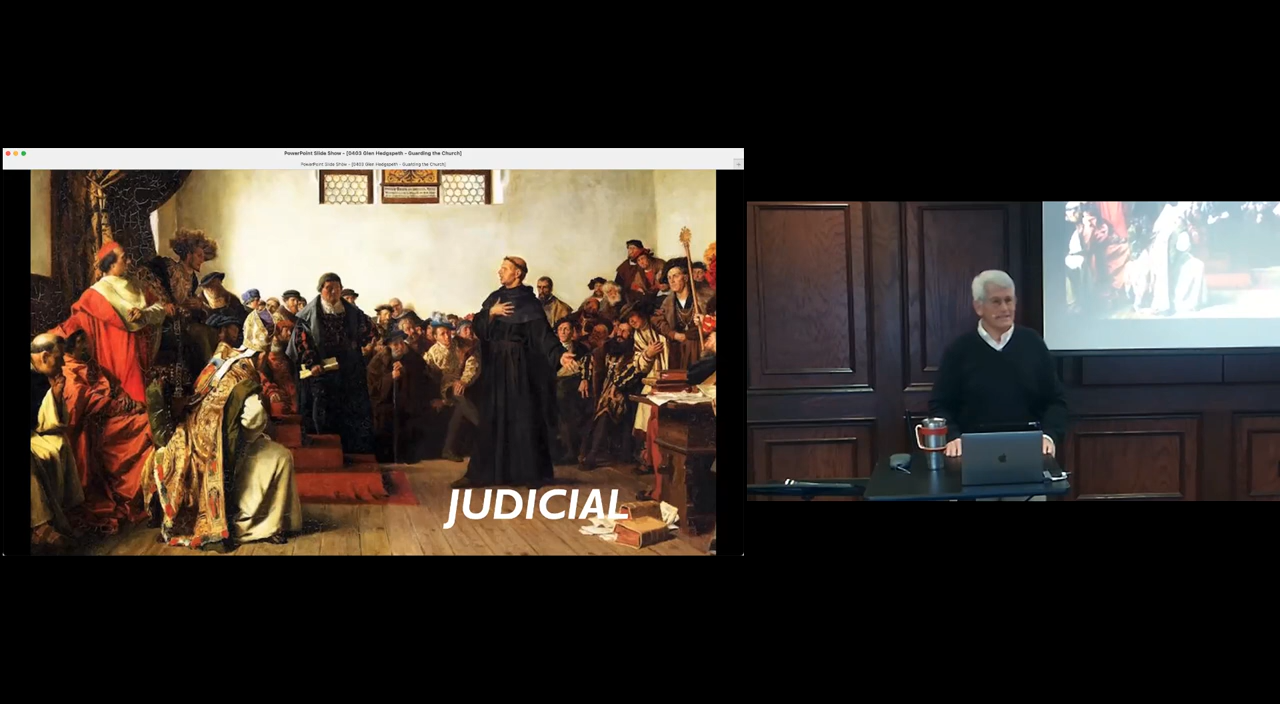 PowerPoint Slide Show - [0403 Glen Hedgspeth - Guarding the Church]
PowerPoint Slide Show - [0403 Glen Hedgspeth - Guarding the Church]
JUDICIAL